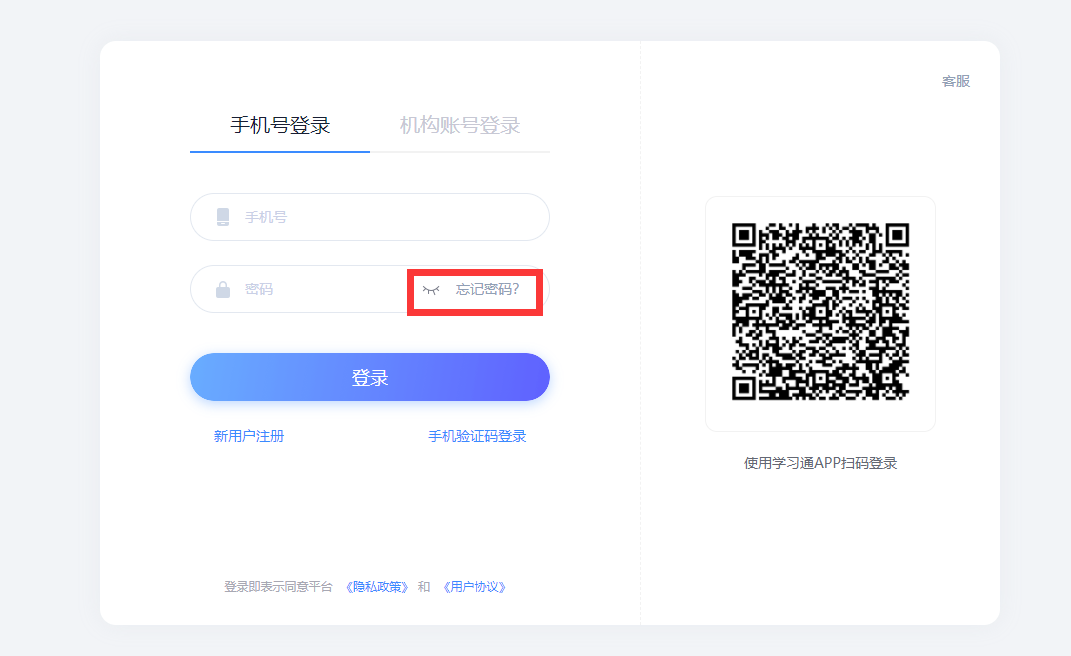 客服
手机号登录 机构账号登录
手机号
密码 忘记密码?
登录
新用户注册 手机验证码登录
使用学习通APP扫码登录
登录即表示同意平台 《隐私政策》 和 《用户协议》